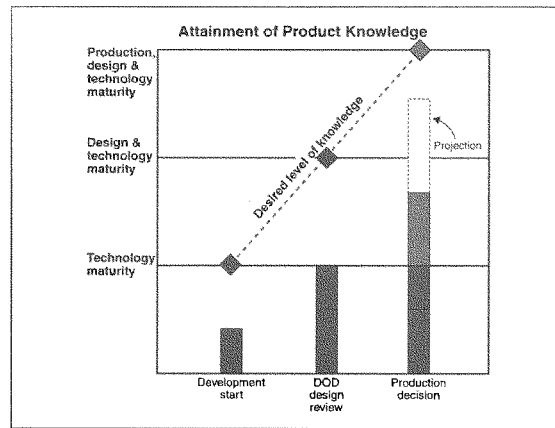 Attainment of Product Knowledge
Production,
design &
technology
maturity
Design &
technology
maturity
Technology
maturity
Desired level of knowledge
Projection
Development
start
DOD
design
review
Production
decision